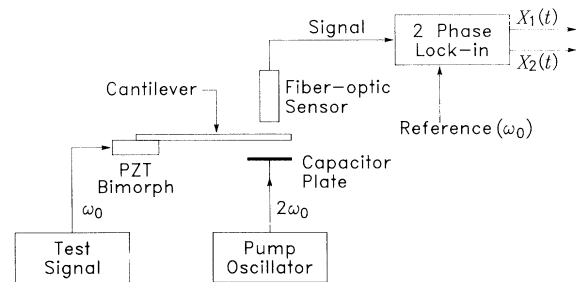 Signal
2 Phase
Lock-in
X₁(t)
X₂(t)
Cantilever
Fiber-optic
Sensor
Reference (ω₀)
PZT
Bimorph
Capacitor
Plate
ω₀
2ω₀
Test
Signal
Pump
Oscillator